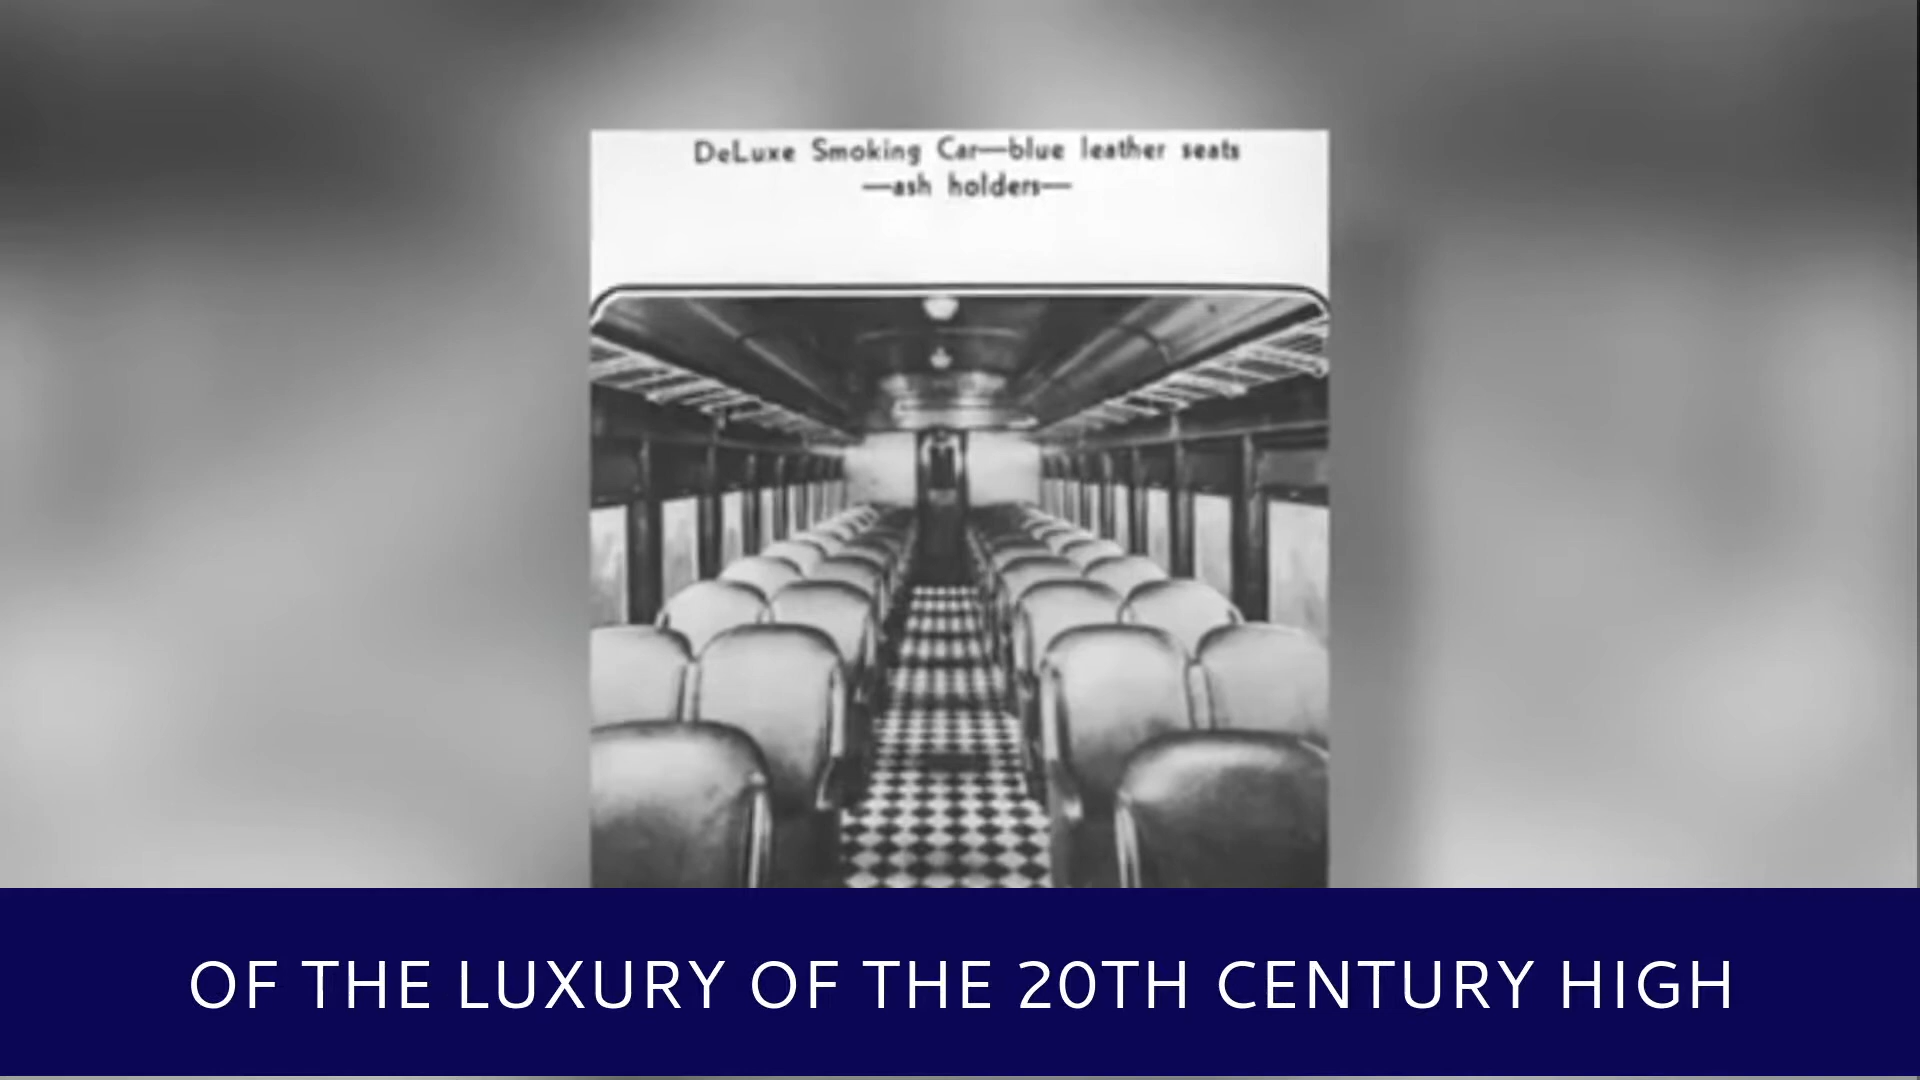 DeLuxe Smoking Car—blue leather seats
—ash holders—
OF THE LUXURY OF THE 20TH CENTURY HIGH